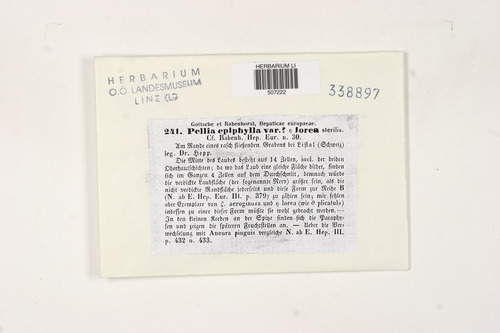 HERBARIUM
O.Ö. LANDESMUSEUM
LINZ
HERBARIUM LI
507222
338897
Gottsche et Rabenhorst, Hepaticae europaeae.
241. Pellia epiphylla var.? η lorea sterilis.
Cf. Rabenh. Hep. Eur. n. 30.
Am Rande eines rasch fließenden Grabens bei Listal (Schweiz)
leg. Dr. Hepp.
Die Mitte des Laubes besteht aus 14 Zellen, incl. der beiden
Oberhautschichten; da wo das Laub eine gleiche Fläche bildet, finden
sich im Ganzen 4 Zellen auf dem Durchschnitt, demnach würde
die verdickte Laubfläche (der sogenannte Nerv) größer sein, als die
nicht verdickte Randfläche jederseits und diese Form zur Reihe B
(N. ab E. Hep. Eur. III. p. 379) zu zählen sein; mir fehlen
aber Exemplare von ζ. aeruginosa und η lorea (wie θ plicatula)
indessen zu einer dieser Form müßte sie wohl gebracht werden. —
In den kleinen Kerben an der Spitze finden sich die Paraphy-
sen und zeigen die späteren Fruchtstellen an. — Ueber die Ver-
wechselung mit Aneura pinguis vergleiche N. ab E. Hep. III.
p. 432 u. 433.